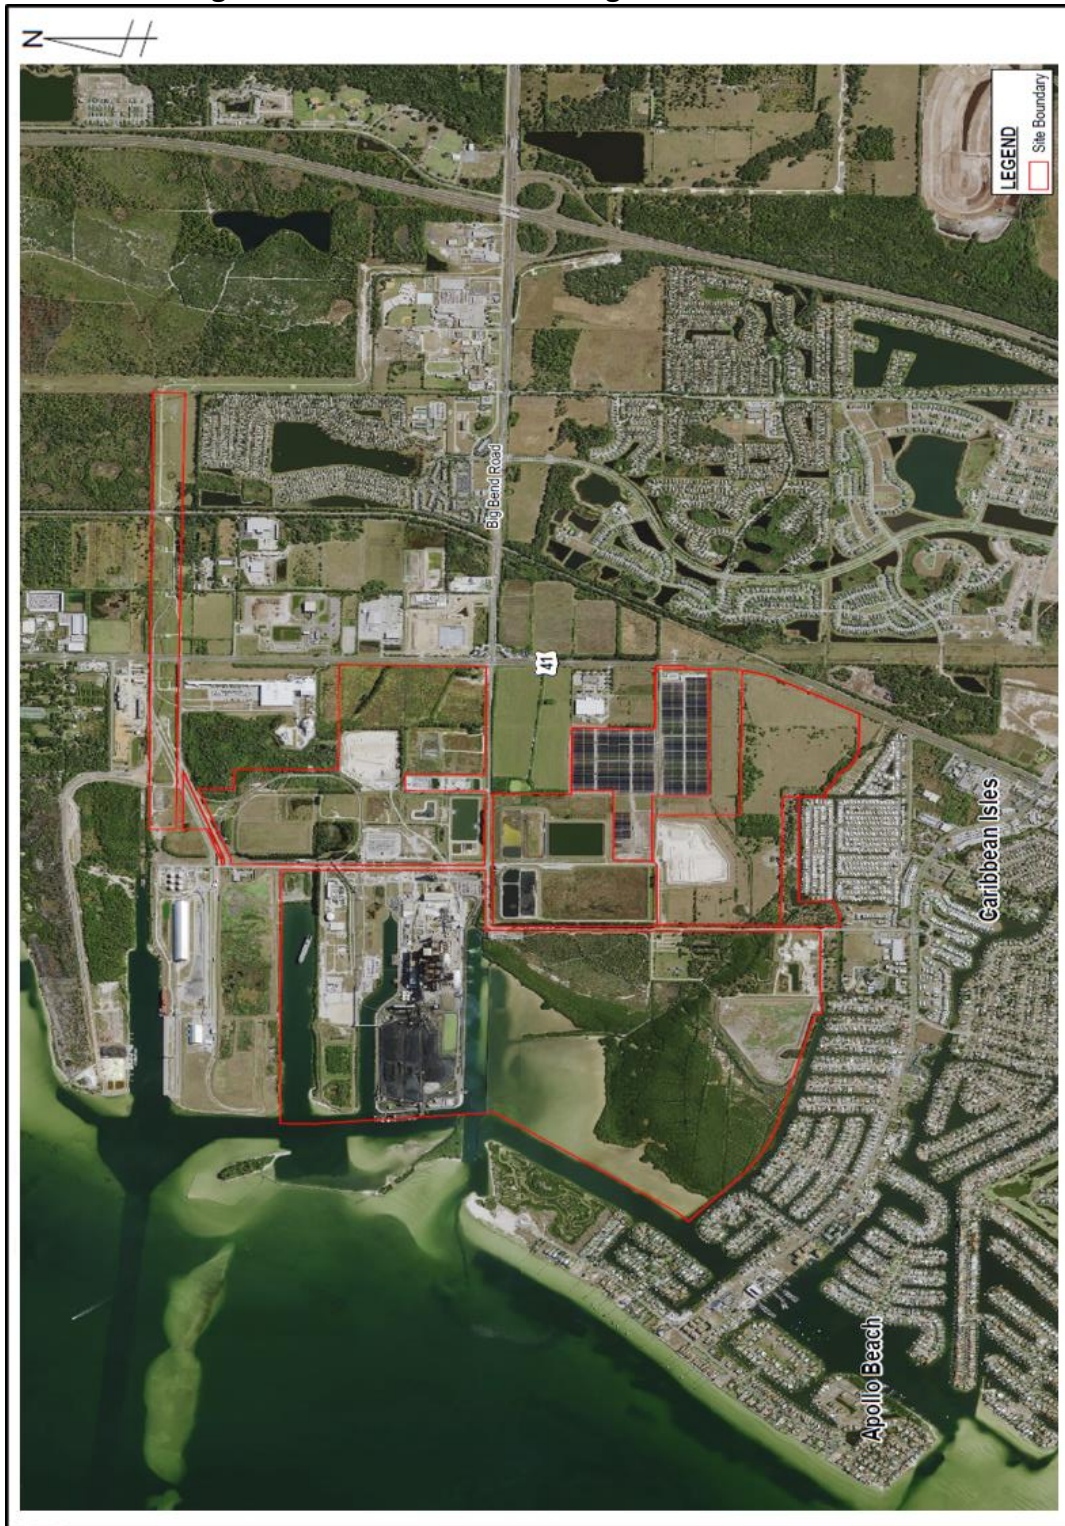 N
LEGEND
Site Boundary
Big Bend Road
41
Caribbean Isles
Apollo Beach